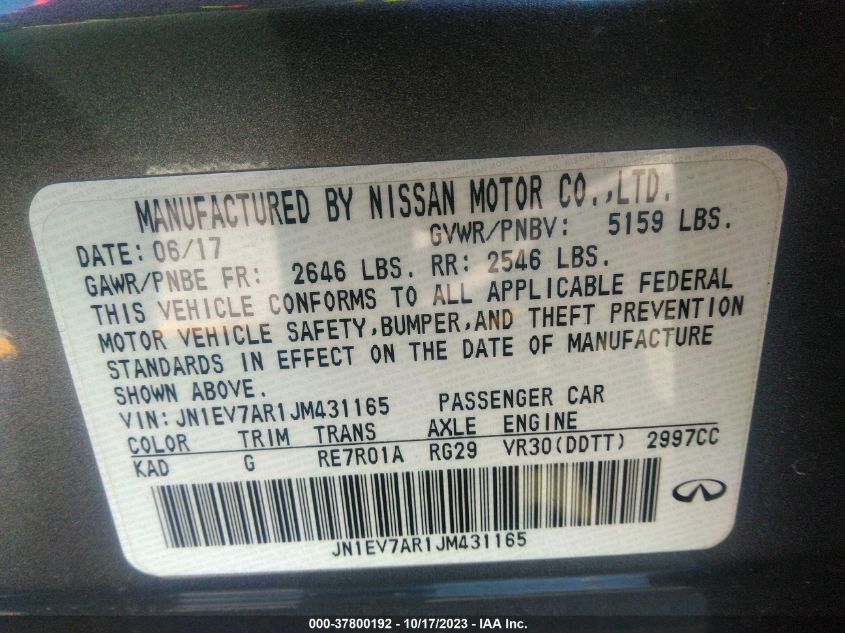 MANUFACTURED BY NISSAN MOTOR CO.,LTD.
DATE: 06/17 GVWR/PNBV: 5159 LBS.
GAWR/PNBE FR: 2646 LBS. RR: 2546 LBS.
THIS VEHICLE CONFORMS TO ALL APPLICABLE FEDERAL
MOTOR VEHICLE SAFETY,BUMPER,AND THEFT PREVENTION
STANDARDS IN EFFECT ON THE DATE OF MANUFACTURE
SHOWN ABOVE.
VIN:JN1EV7AR1JM431165 PASSENGER CAR
COLOR TRIM TRANS AXLE ENGINE
KAD G RE7R01A RG29 VR30(DDTT) 2997CC
JN1EV7AR1JM431165
000-37800192 - 10/17/2023 - IAA Inc.